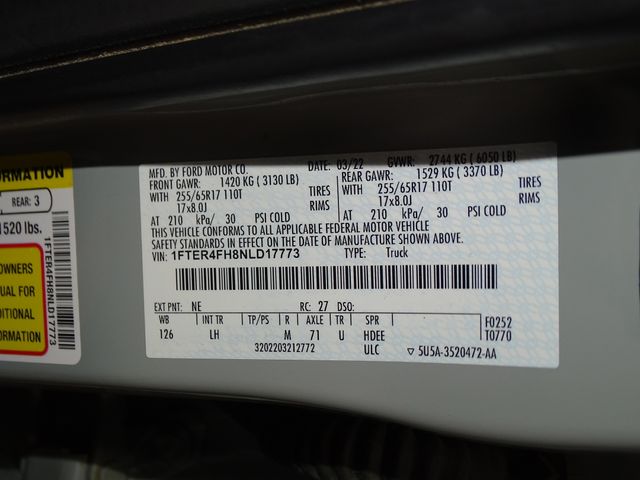 MFD. BY FORD MOTOR CO. DATE: 03/22 GVWR: 2744 KG ( 6050 LB)
FRONT GAWR: 1420 KG ( 3130 LB) REAR GAWR: 1529 KG ( 3370 LB)
WITH 255/65R17 110T TIRES WITH 255/65R17 110T TIRES
17x8.0J RIMS 17x8.0J RIMS
AT 210 kPa/ 30 PSI COLD AT 210 kPa/ 30 PSI COLD
THIS VEHICLE CONFORMS TO ALL APPLICABLE FEDERAL MOTOR VEHICLE
SAFETY STANDARDS IN EFFECT ON THE DATE OF MANUFACTURE SHOWN ABOVE.
VIN: 1FTER4FH8NLD17773 TYPE: Truck
EXT PNT: NE RC: 27 DSO:
WB INT TR TP/PS R AXLE TR SPR F0252
126 LH M 71 U HDEE T0770
3202203212772 ULC ▽ 5U5A-3520472-AA
RMATION
REAR: 3
1520 lbs.
OWNERS
UAL FOR
DITIONAL
ORMATION
1FTER4FH8NLD17773